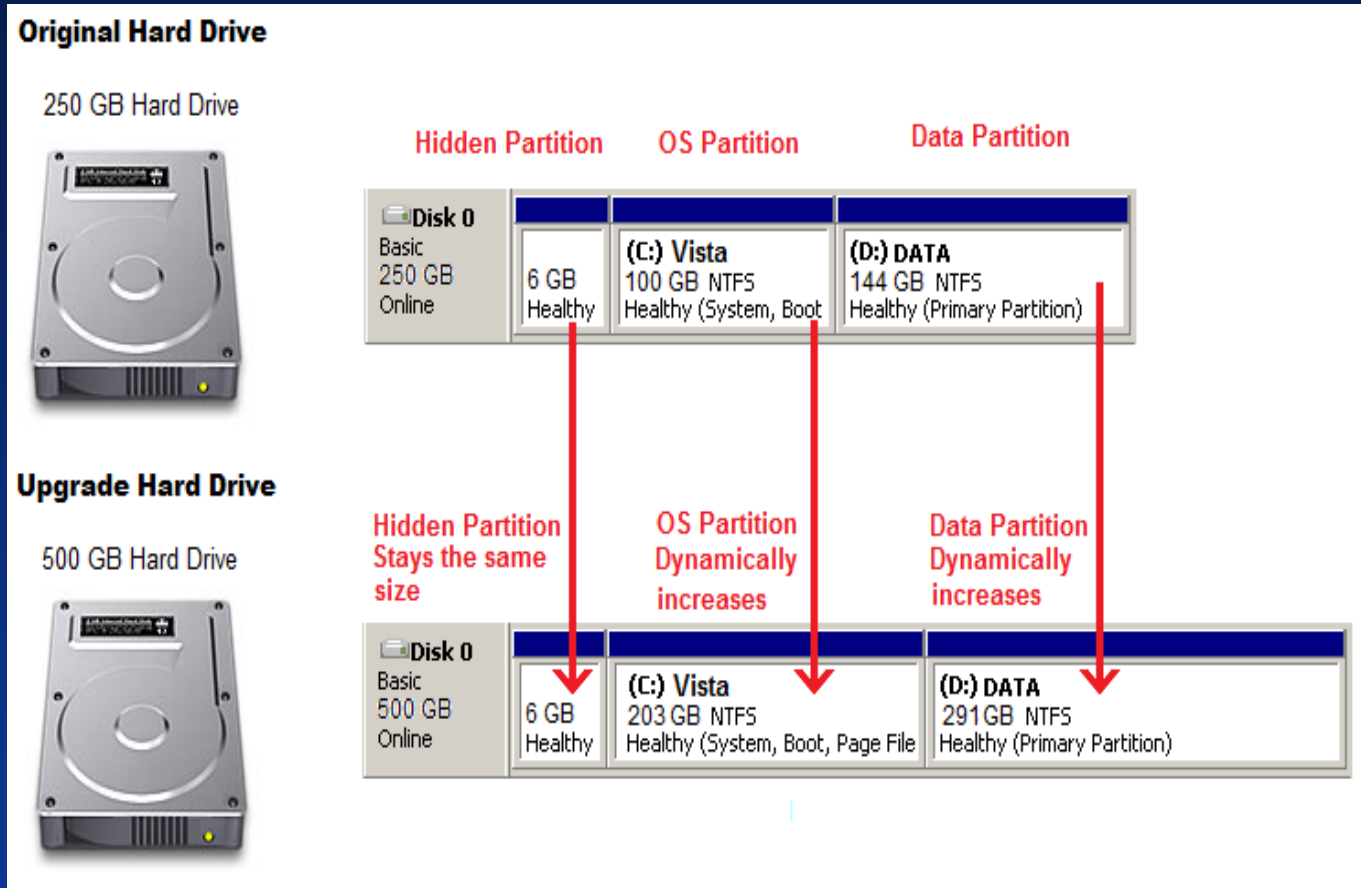 Original Hard Drive
250 GB Hard Drive
Hidden Partition
OS Partition
Data Partition
Disk 0
Basic
250 GB
Online
6 GB
Healthy
(C:) Vista
100 GB NTFS
Healthy (System, Boot
(D:) DATA
144 GB NTFS
Healthy (Primary Partition)
Upgrade Hard Drive
500 GB Hard Drive
Hidden Partition
Stays the same
size
OS Partition
Dynamically
increases
Data Partition
Dynamically
increases
Disk 0
Basic
500 GB
Online
6 GB
Healthy
(C:) Vista
203 GB NTFS
Healthy (System, Boot, Page File
(D:) DATA
291GB NTFS
Healthy (Primary Partition)